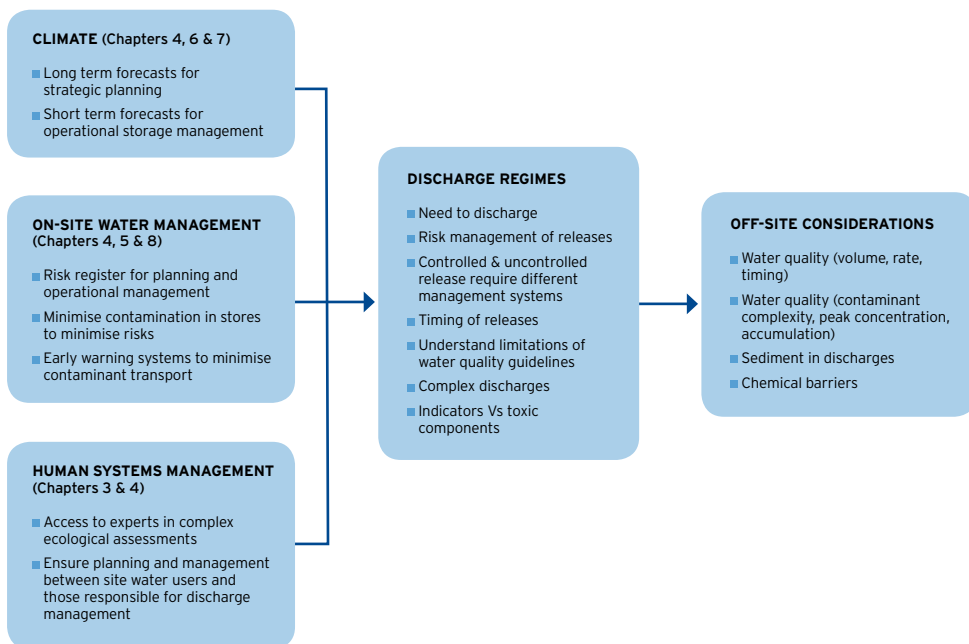 CLIMATE (Chapters 4, 6 & 7)
Long term forecasts for
strategic planning
Short term forecasts for
operational storage management
ON-SITE WATER MANAGEMENT
(Chapters 4, 5 & 8)
Risk register for planning and
operational management
Minimise contamination in stores
to minimise risks
Early warning systems to minimise
contaminant transport
HUMAN SYSTEMS MANAGEMENT
(Chapters 3 & 4)
Access to experts in complex
ecological assessments
Ensure planning and management
between site water users and
those responsible for discharge
management
DISCHARGE REGIMES
Need to discharge
Risk management of releases
Controlled & uncontrolled
release require different
management systems
Timing of releases
Understand limitations of
water quality guidelines
Complex discharges
Indicators Vs toxic
components
OFF-SITE CONSIDERATIONS
Water quality (volume, rate,
timing)
Water quality (contaminant
complexity, peak concentration,
accumulation)
Sediment in discharges
Chemical barriers